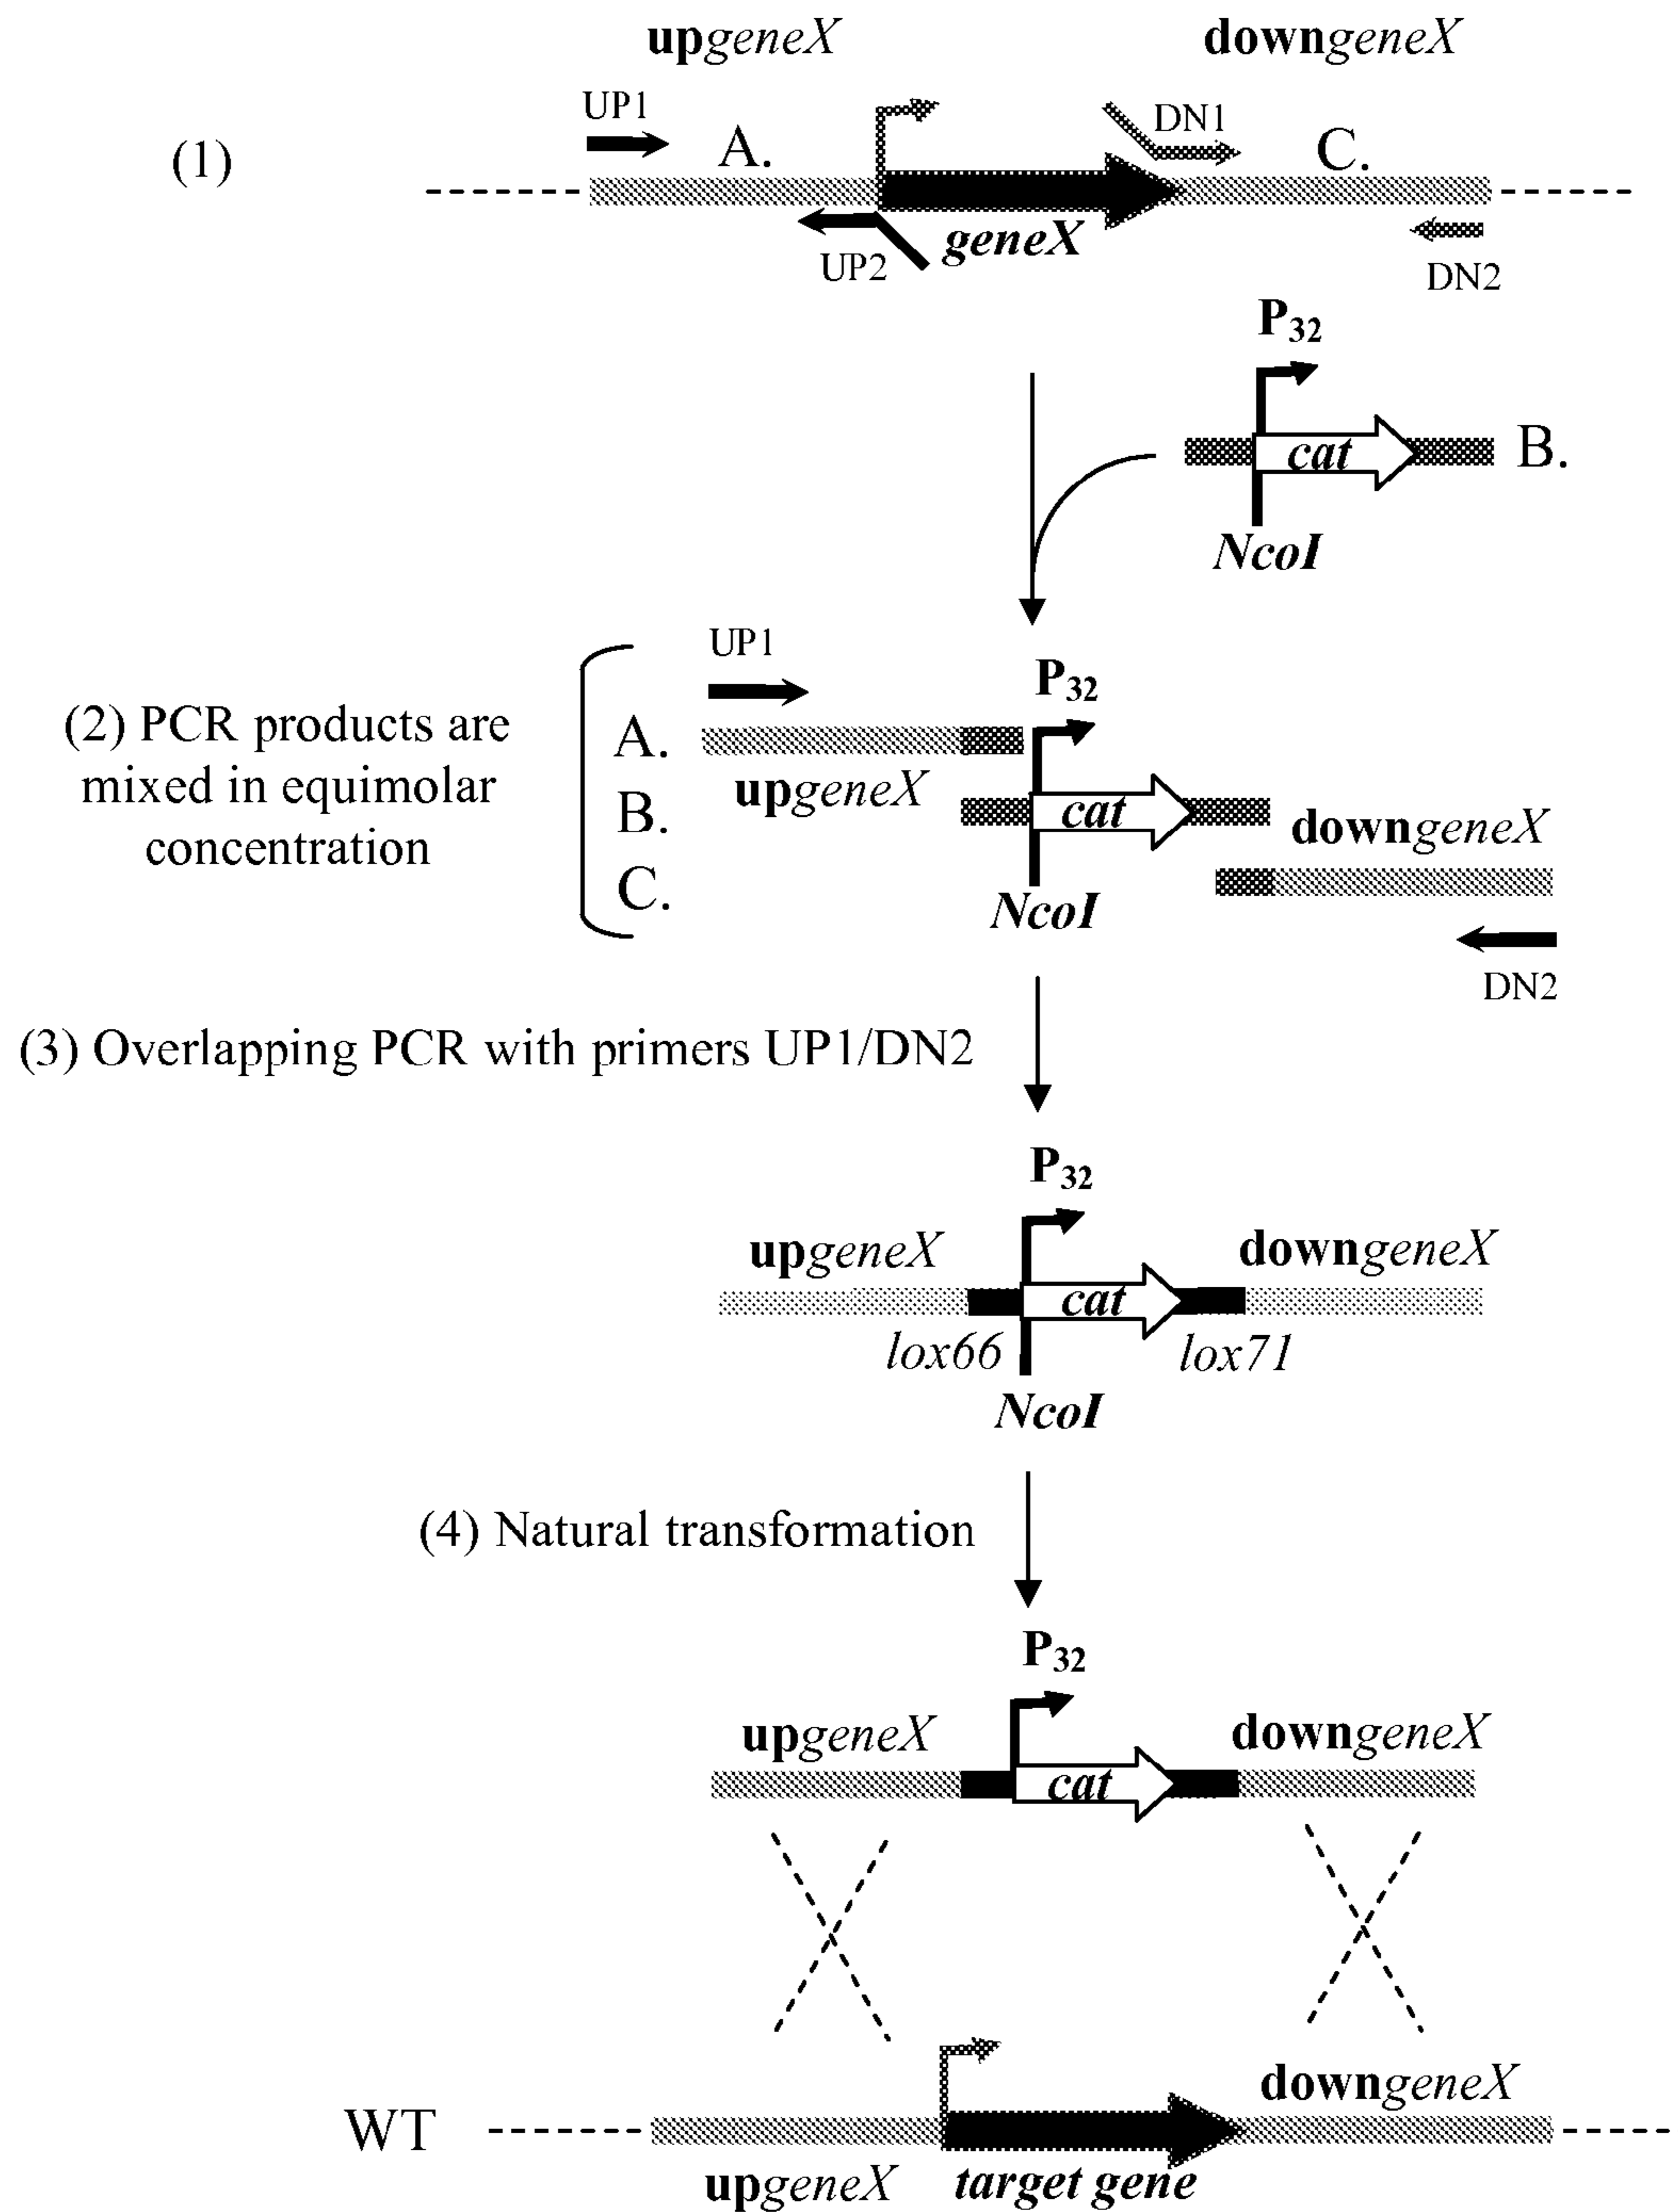 upgeneX downgeneX
UP1 DN1
(1) A. C.
geneX
UP2 DN2
P32
cat B.
NcoI
UP1
P32
(2) PCR products are
mixed in equimolar
concentration
A.
B.
C.
upgeneX
cat
downgeneX
NcoI
DN2
(3) Overlapping PCR with primers UP1/DN2
P32
upgeneX downgeneX
cat
lox66 lox71
NcoI
(4) Natural transformation
P32
upgeneX downgeneX
cat
downgeneX
WT
upgeneX target gene